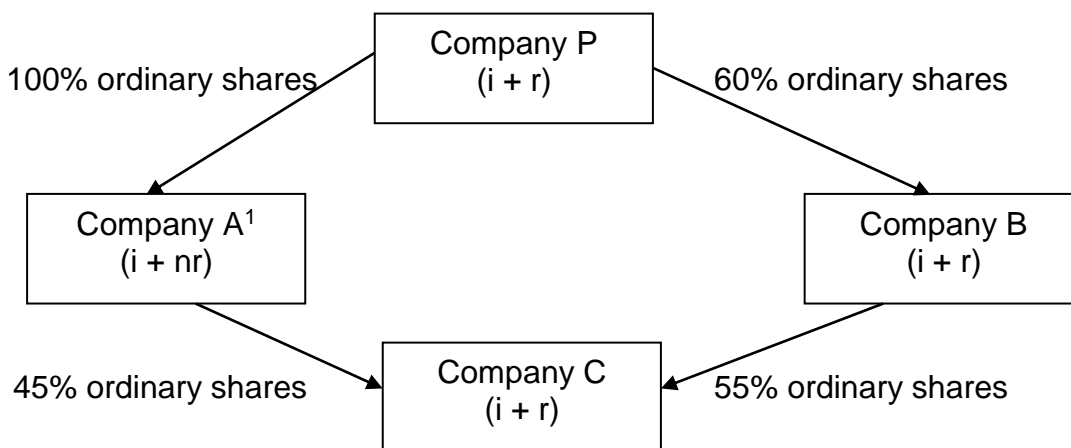 Company P
(i + r)
100% ordinary shares
60% ordinary shares
Company A¹
(i + nr)
Company B
(i + r)
45% ordinary shares
Company C
(i + r)
55% ordinary shares